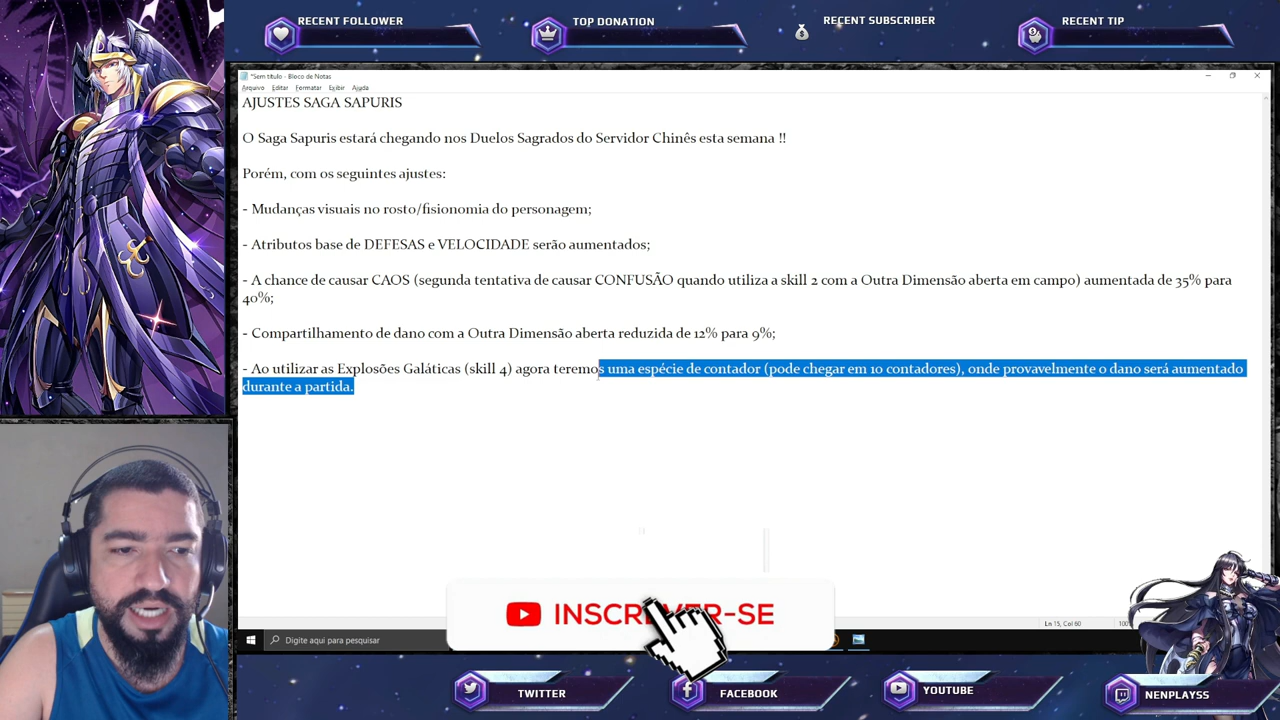 RECENT FOLLOWER
TOP DONATION
RECENT SUBSCRIBER
RECENT TIP
*Sem título - Bloco de Notas
Arquivo Editar Formatar Exibir Ajuda
AJUSTES SAGA SAPURIS
O Saga Sapuris estará chegando nos Duelos Sagrados do Servidor Chinês esta semana !!
Porém, com os seguintes ajustes:
- Mudanças visuais no rosto/fisionomia do personagem;
- Atributos base de DEFESAS e VELOCIDADE serão aumentados;
- A chance de causar CAOS (segunda tentativa de causar CONFUSÃO quando utiliza a skill 2 com a Outra Dimensão aberta em campo) aumentada de 35% para
40%;
- Compartilhamento de dano com a Outra Dimensão aberta reduzida de 12% para 9%;
- Ao utilizar as Explosões Galáticas (skill 4) agora teremos uma espécie de contador (pode chegar em 10 contadores), onde provavelmente o dano será aumentado
durante a partida.
INSCREVER-SE
Ln 15, Col 60
100%
Digite aqui para pesquisar
TWITTER
FACEBOOK
YOUTUBE
NENPLAYSS